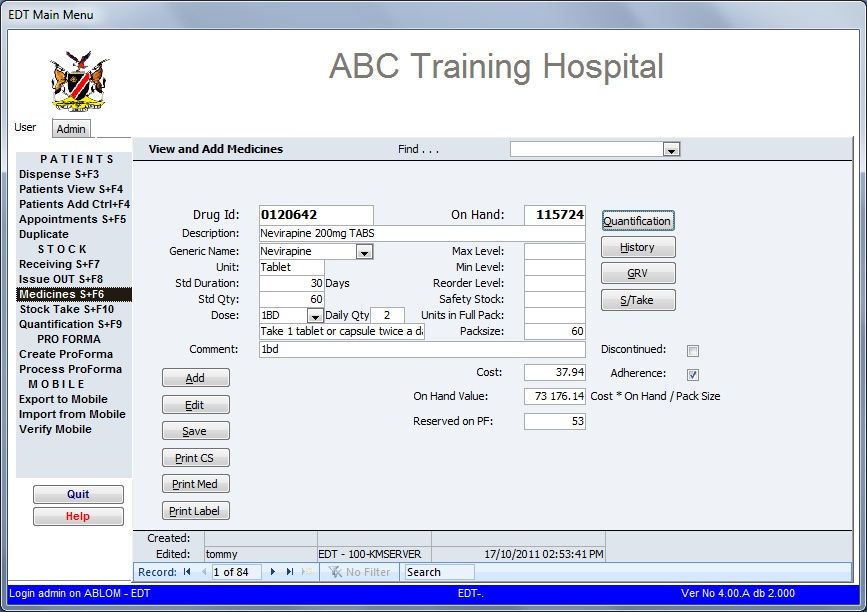 EDT Main Menu
ABC Training Hospital
User Admin
View and Add Medicines Find . . .
PATIENTS
Dispense S+F3
Patients View S+F4
Patients Add Ctrl+F4
Appointments S+F5
Duplicate
STOCK
Receiving S+F7
Issue OUT S+F8
Medicines S+F6
Stock Take S+F10
Quantification S+F9
PRO FORMA
Create ProForma
Process ProForma
MOBILE
Export to Mobile
Import from Mobile
Verify Mobile
Quit
Help
Drug Id: 0120642 On Hand: 115724
Description: Nevirapine 200mg TABS
Generic Name: Nevirapine Max Level:
Unit: Tablet Min Level:
Std Duration: 30 Days Reorder Level:
Std Qty: 60 Safety Stock:
Dose: 1BD Daily Qty 2 Units in Full Pack:
Take 1 tablet or capsule twice a Packsize: 60
Comment: 1bd
Quantification
History
GRV
S/Take
Discontinued:
Cost: 37.94 Adherence:
On Hand Value: 73 176.14 Cost * On Hand / Pack Size
Reserved on PF: 53
Add
Edit
Save
Print CS
Print Med
Print Label
Created:
Edited: tommy EDT - 100-KMSERVER 17/10/2011 02:53:41 PM
Record: 1 of 84 No Filter Search
Login admin on ABLOM - EDT EDT-. Ver No 4.00.A db 2.000